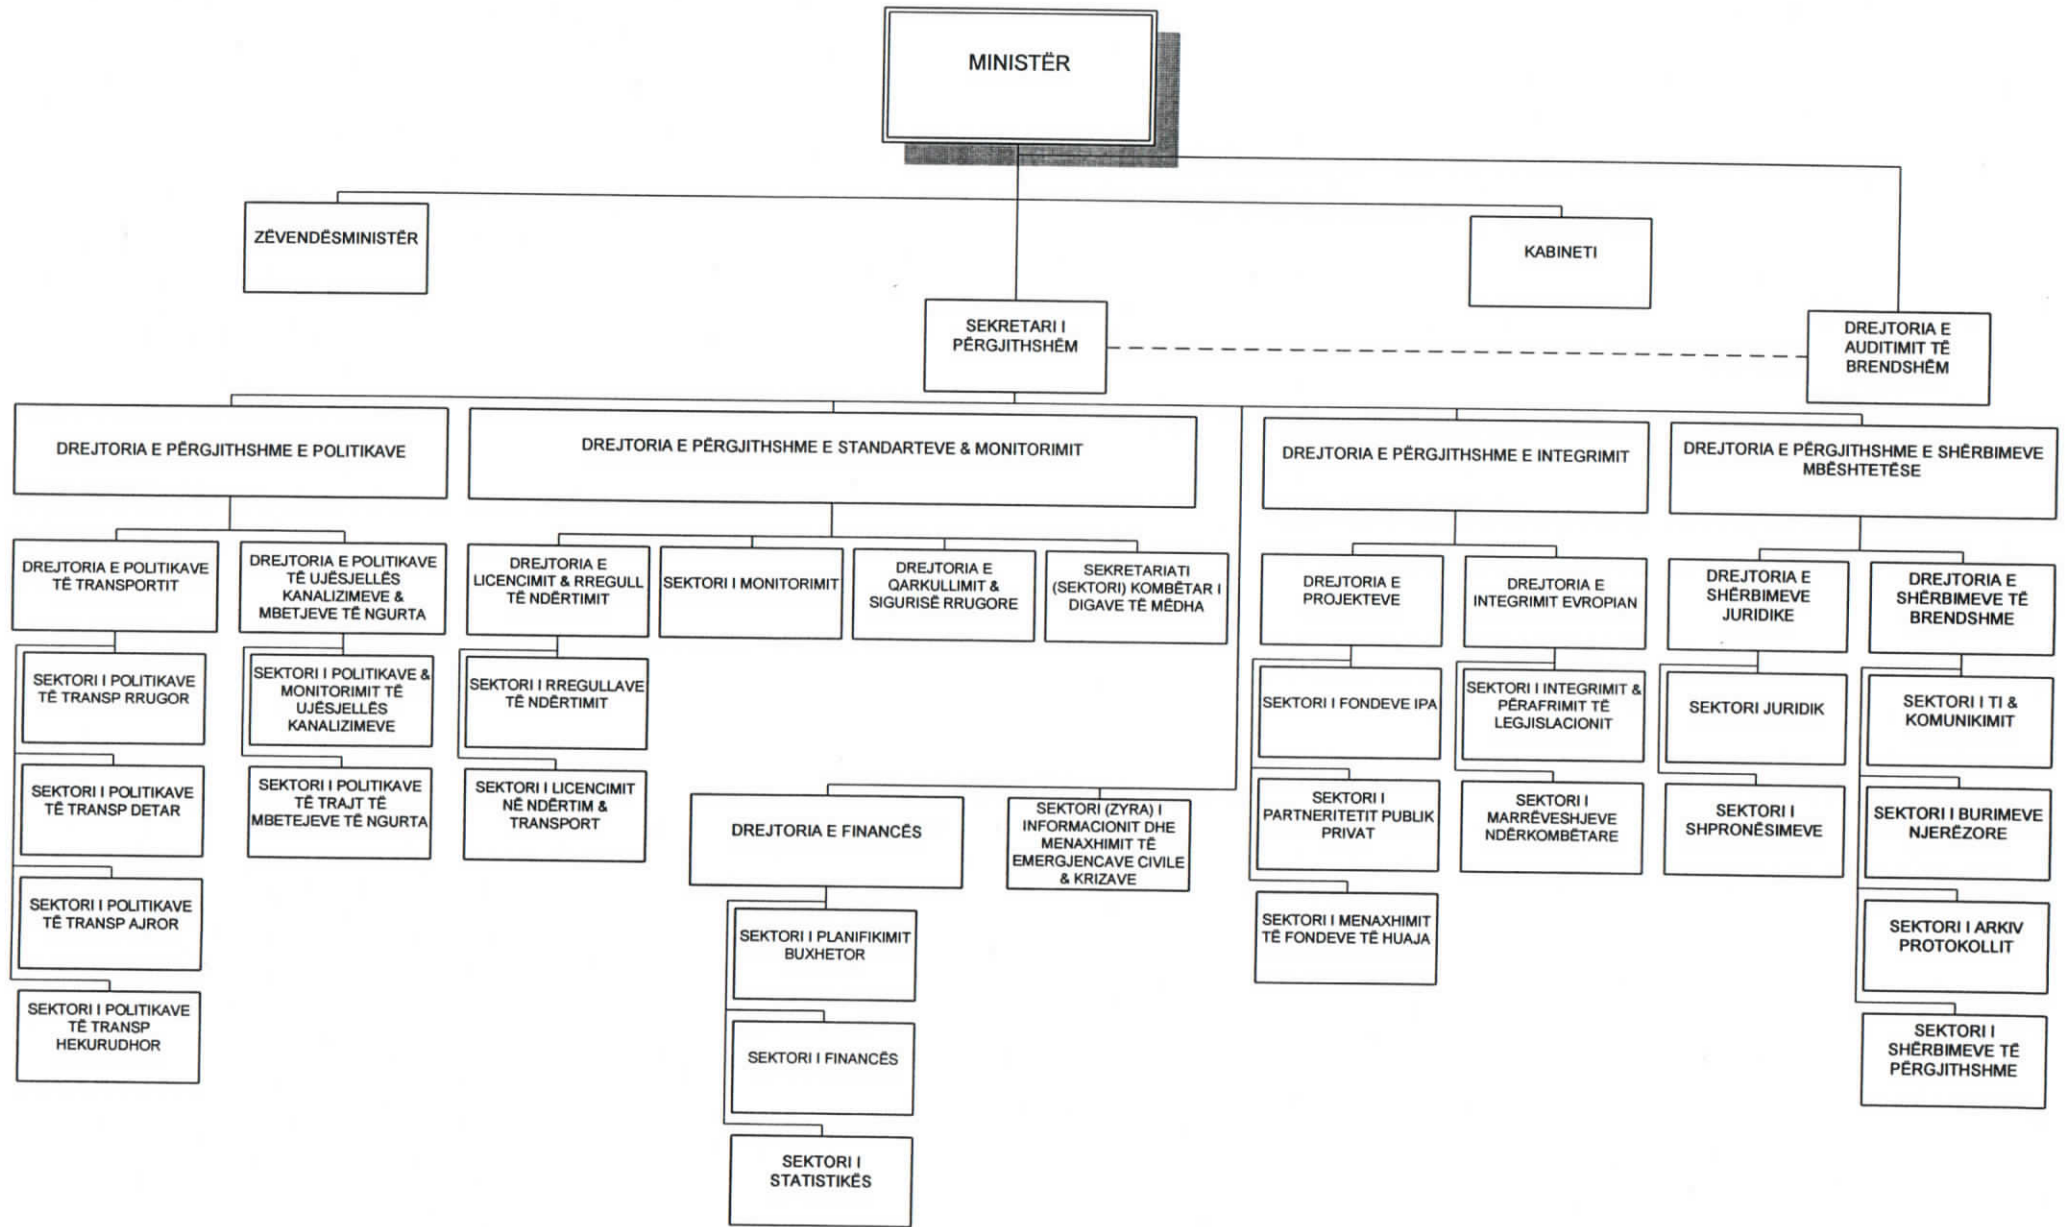 MINISTËR
ZËVENDËSMINISTËR
KABINETI
SEKRETARI I
PËRGJITHSHËM
DREJTORIA E
AUDITIMIT TË
BRENDSHËM
DREJTORIA E PËRGJITHSHME E POLITIKAVE
DREJTORIA E PËRGJITHSHME E STANDARTEVE & MONITORIMIT
DREJTORIA E PËRGJITHSHME E INTEGRIMIT
DREJTORIA E PËRGJITHSHME E SHËRBIMEVE
MBËSHTETËSE
DREJTORIA E POLITIKAVE
TË TRANSPORTIT
DREJTORIA E POLITIKAVE
TË UJËSJELLËS
KANALIZIMEVE &
MBETJEVE TË NGURTA
DREJTORIA E
LICENCIMIT & RREGULL
TË NDËRTIMIT
SEKTORI I MONITORIMIT
DREJTORIA E
QARKULLIMIT &
SIGURISË RRUGORE
SEKRETARIATI
(SEKTORI) KOMBËTAR I
DIGAVE TË MËDHA
DREJTORIA E
PROJEKTEVE
DREJTORIA E
INTEGRIMIT EVROPIAN
DREJTORIA E
SHËRBIMEVE
JURIDIKE
DREJTORIA E
SHËRBIMEVE TË
BRENDSHME
SEKTORI I POLITIKAVE
TË TRANSP RRUGOR
SEKTORI I POLITIKAVE &
MONITORIMIT TË
UJËSJELLËS
KANALIZIMEVE
SEKTORI I RREGULLAVE
TË NDËRTIMIT
SEKTORI I FONDEVE IPA
SEKTORI I INTEGRIMIT &
PËRAFRIMIT TË
LEGJISLACIONIT
SEKTORI JURIDIK
SEKTORI I TI &
KOMUNIKIMIT
SEKTORI I POLITIKAVE
TË TRANSP DETAR
SEKTORI I POLITIKAVE
TË TRAJT TË
MBETEJEVE TË NGURTA
SEKTORI I LICENCIMIT
NË NDËRTIM &
TRANSPORT
DREJTORIA E FINANCËS
SEKTORI (ZYRA) I
INFORMACIONIT DHE
MENAXHIMIT TË
EMERGJENCAVE CIVILE
& KRIZAVE
SEKTORI I
PARTNERITETIT PUBLIK
PRIVAT
SEKTORI I
MARRËVESHJEVE
NDËRKOMBËTARE
SEKTORI I
SHPRONËSIMEVE
SEKTORI I BURIMEVE
NJERËZORE
SEKTORI I POLITIKAVE
TË TRANSP AJROR
SEKTORI I PLANIFIKIMIT
BUXHETOR
SEKTORI I MENAXHIMIT
TË FONDEVE TË HUAJA
SEKTORI I ARKIV
PROTOKOLLIT
SEKTORI I POLITIKAVE
TË TRANSP
HEKURUDHOR
SEKTORI I FINANCËS
SEKTORI I
SHËRBIMEVE TË
PËRGJITHSHME
SEKTORI I
STATISTIKËS